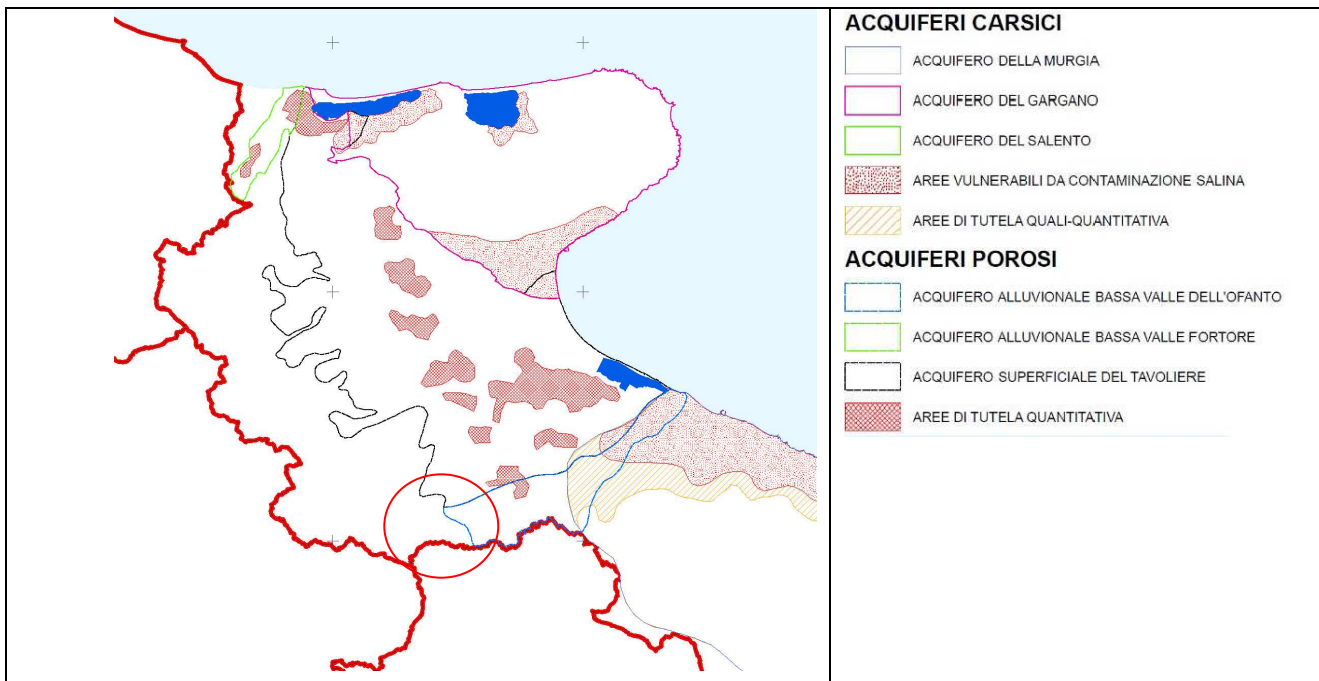 ACQUIFERI CARSICI
ACQUIFERO DELLA MURGIA
ACQUIFERO DEL GARGANO
ACQUIFERO DEL SALENTO
AREE VULNERABILI DA CONTAMINAZIONE SALINA
AREE DI TUTELA QUALI-QUANTITATIVA
ACQUIFERI POROSI
ACQUIFERO ALLUVIONALE BASSA VALLE DELL'OFANTO
ACQUIFERO ALLUVIONALE BASSA VALLE FORTORE
ACQUIFERO SUPERFICIALE DEL TAVOLIERE
AREE DI TUTELA QUANTITATIVA